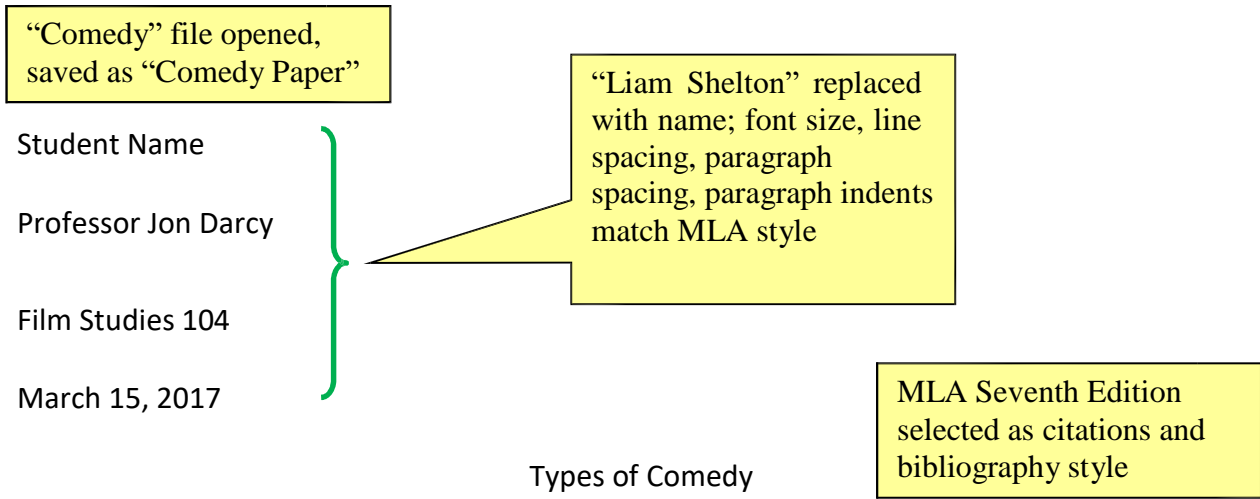 “Comedy” file opened,
saved as “Comedy Paper”
“Liam Shelton” replaced
with name; font size, line
spacing, paragraph
spacing, paragraph indents
match MLA style
Student Name
Professor Jon Darcy
Film Studies 104
March 15, 2017
MLA Seventh Edition
selected as citations and
bibliography style
Types of Comedy